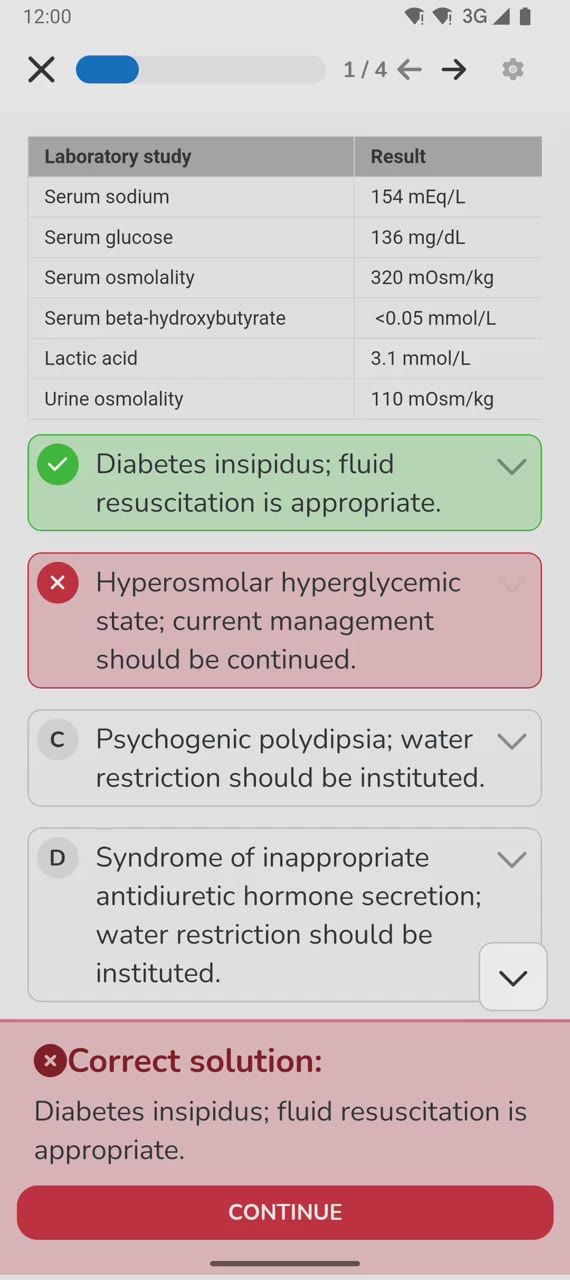 12:00
3G
1 / 4
Laboratory study Result
Serum sodium 154 mEq/L
Serum glucose 136 mg/dL
Serum osmolality 320 mOsm/kg
Serum beta-hydroxybutyrate <0.05 mmol/L
Lactic acid 3.1 mmol/L
Urine osmolality 110 mOsm/kg
Diabetes insipidus; fluid
resuscitation is appropriate.
Hyperosmolar hyperglycemic
state; current management
should be continued.
C Psychogenic polydipsia; water
restriction should be instituted.
D Syndrome of inappropriate
antidiuretic hormone secretion;
water restriction should be
instituted.
Correct solution:
Diabetes insipidus; fluid resuscitation is
appropriate.
CONTINUE